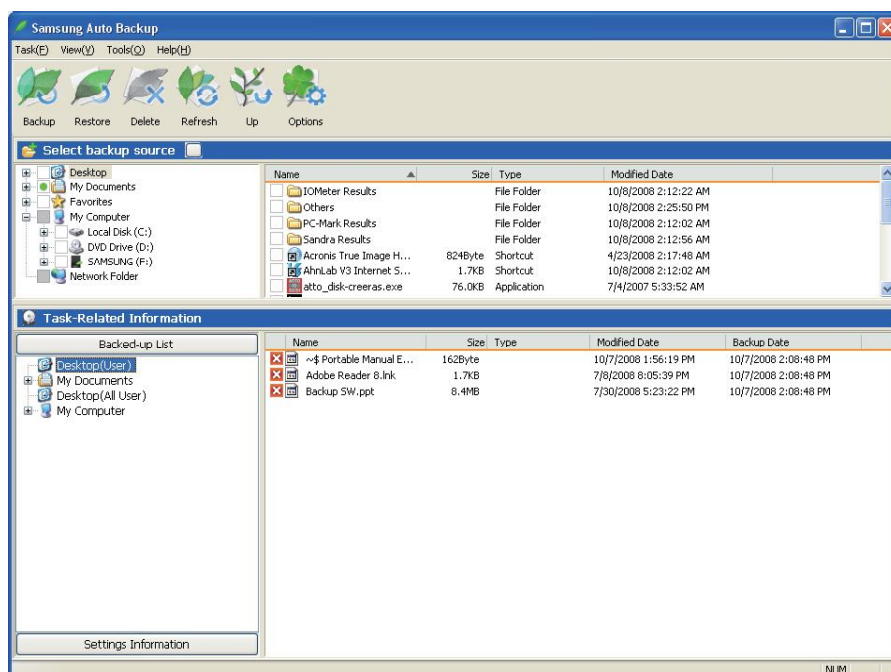 Samsung Auto Backup
Task(F) View(V) Tools(O) Help(H)
Backup Restore Delete Refresh Up Options
Select backup source
Desktop
My Documents
Favorites
My Computer
Local Disk (C:)
DVD Drive (D:)
SAMSUNG (F:)
Network Folder
Name Size Type Modified Date
IOMeter Results File Folder 10/8/2008 2:12:22 AM
Others File Folder 10/8/2008 2:25:50 PM
PC-Mark Results File Folder 10/8/2008 2:12:02 AM
Sandra Results File Folder 10/8/2008 2:12:56 AM
Acronis True Image H... 824Byte Shortcut 4/23/2008 2:17:48 AM
AhnLab V3 Internet S... 1.7KB Shortcut 10/8/2008 2:12:02 AM
atto_disk-creeras.exe 76.0KB Application 7/4/2007 5:33:52 AM
Task-Related Information
Backed-up List
Desktop(User)
My Documents
Desktop(All User)
My Computer
Settings Information
Name Size Type Modified Date Backup Date
~$ Portable Manual E... 162Byte 10/7/2008 1:56:19 PM 10/7/2008 2:08:48 PM
Adobe Reader 8.lnk 1.7KB 7/8/2008 8:05:39 PM 10/7/2008 2:08:48 PM
Backup SW.ppt 8.4MB 7/30/2008 5:23:22 PM 10/7/2008 2:08:48 PM
NUM